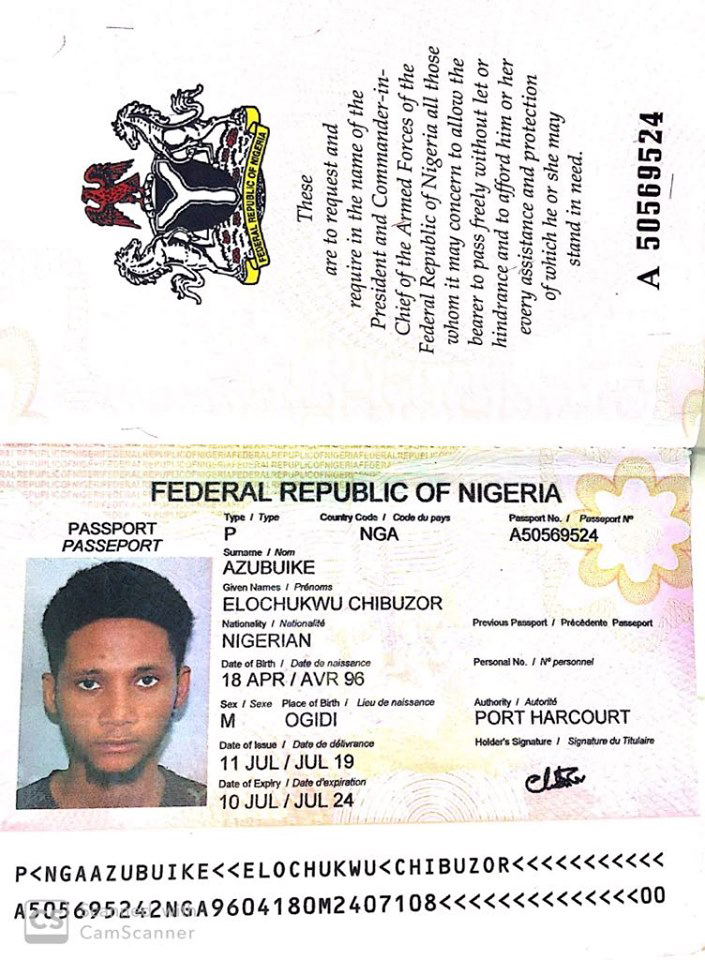 FEDERAL REPUBLIC OF NIGERIA
These
are to request and
require in the name of the
President and Commander-in-
Chief of the Armed Forces of the
Federal Republic of Nigeria all those
whom it may concern to allow the
bearer to pass freely without let or
hindrance and to afford him or her
every assistance and protection
of which he or she may
stand in need.
A 50569524
FEDERAL REPUBLIC OF NIGERIA
PASSPORT
PASSEPORT
Type / Type Country Code / Code du pays Passport No. / Passeport Nº
P NGA A50569524
Surname / Nom
AZUBUIKE
Given Names / Prénoms
ELOCHUKWU CHIBUZOR
Nationality / Nationalité Previous Passport / Précédente Passeport
NIGERIAN
Date of Birth / Date de naissance Personal No. / Nº personnel
18 APR / AVR 96
Sex / Sexe Place of Birth / Lieu de naissance Authority / Autorité
M OGIDI PORT HARCOURT
Date of Issue / Date de délivrance Holder's Signature / Signature du Titulaire
11 JUL / JUL 19
Date of Expiry / Date d'expiration
10 JUL / JUL 24
P<NGAAZUBUIKE<<ELOCHUKWU<CHIBUZOR<<<<<<<<<<<
A505695242NGA9604180M2407108<<<<<<<<<<<<<<00
CS Scanned with
CamScanner